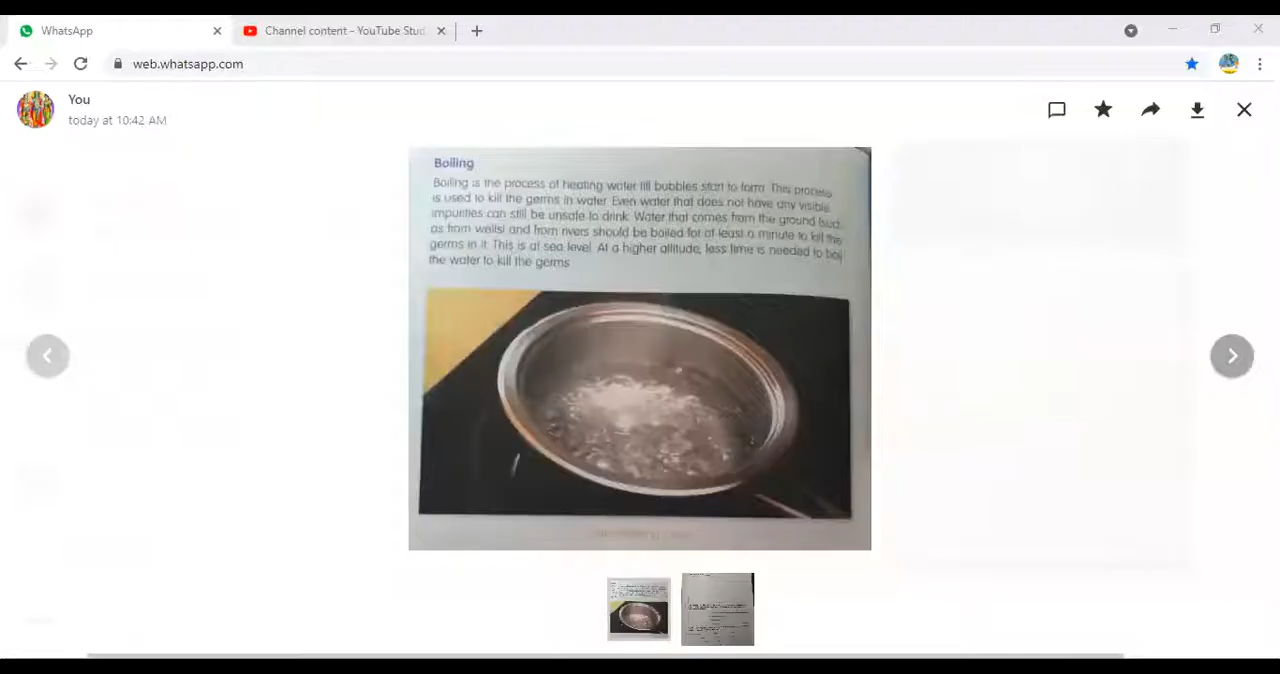 WhatsApp
Channel content - YouTube Stud
web.whatsapp.com
You
today at 10:42 AM
Boiling
Boiling is the process of heating water till bubbles start to form. This process
is used to kill the germs in water. Even water that does not have any visible
impurities can still be unsafe to drink. Water that comes from the ground (such
as from wells) and from rivers should be boiled for at least a minute to kill the
germs in it. This is at sea level. At a higher altitude, less time is needed to boil
the water to kill the germs